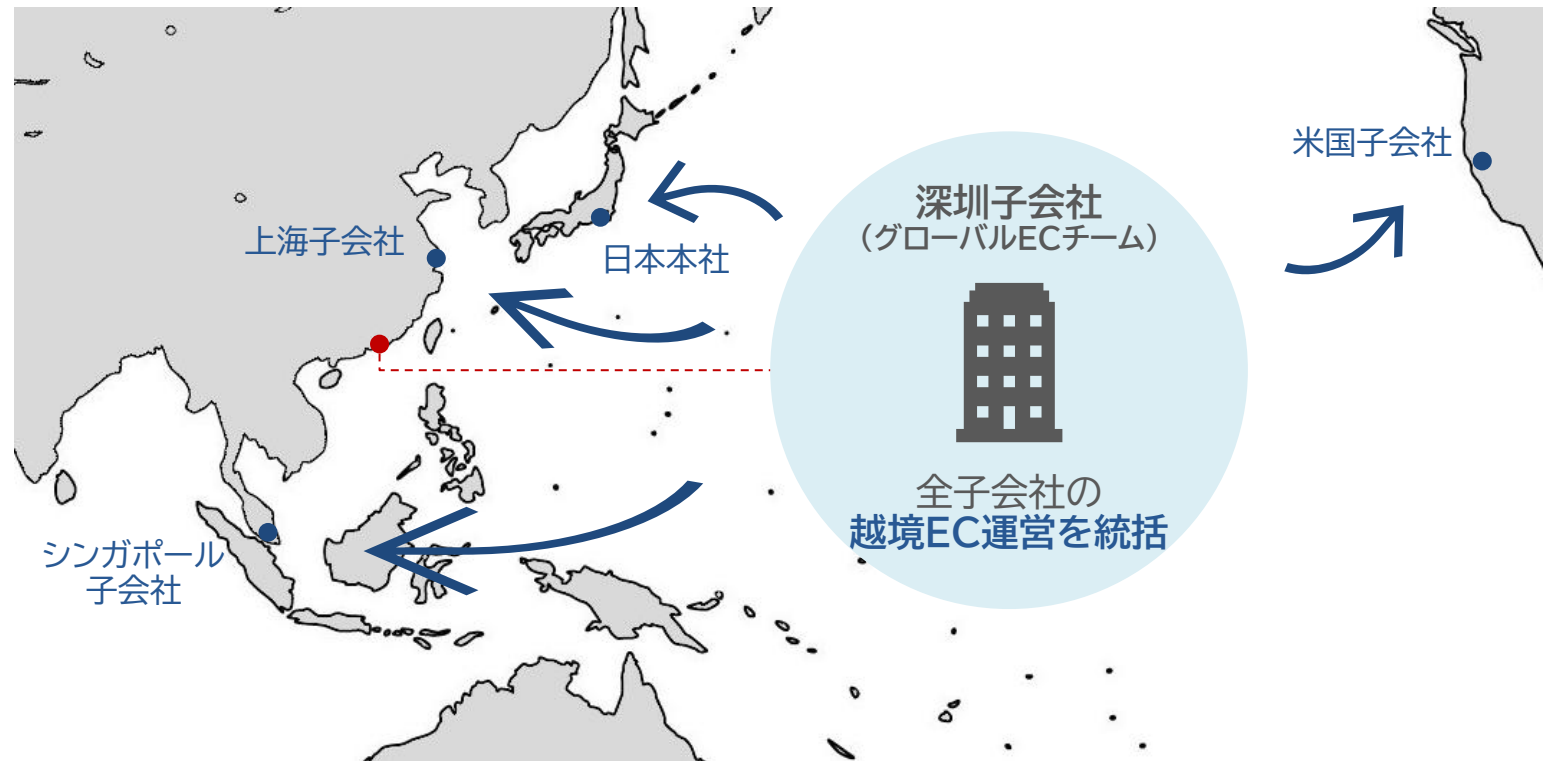 米国子会社
深圳子会社
（グローバルECチーム）
上海子会社
日本本社
全子会社の
越境EC運営を統括
シンガポール
子会社